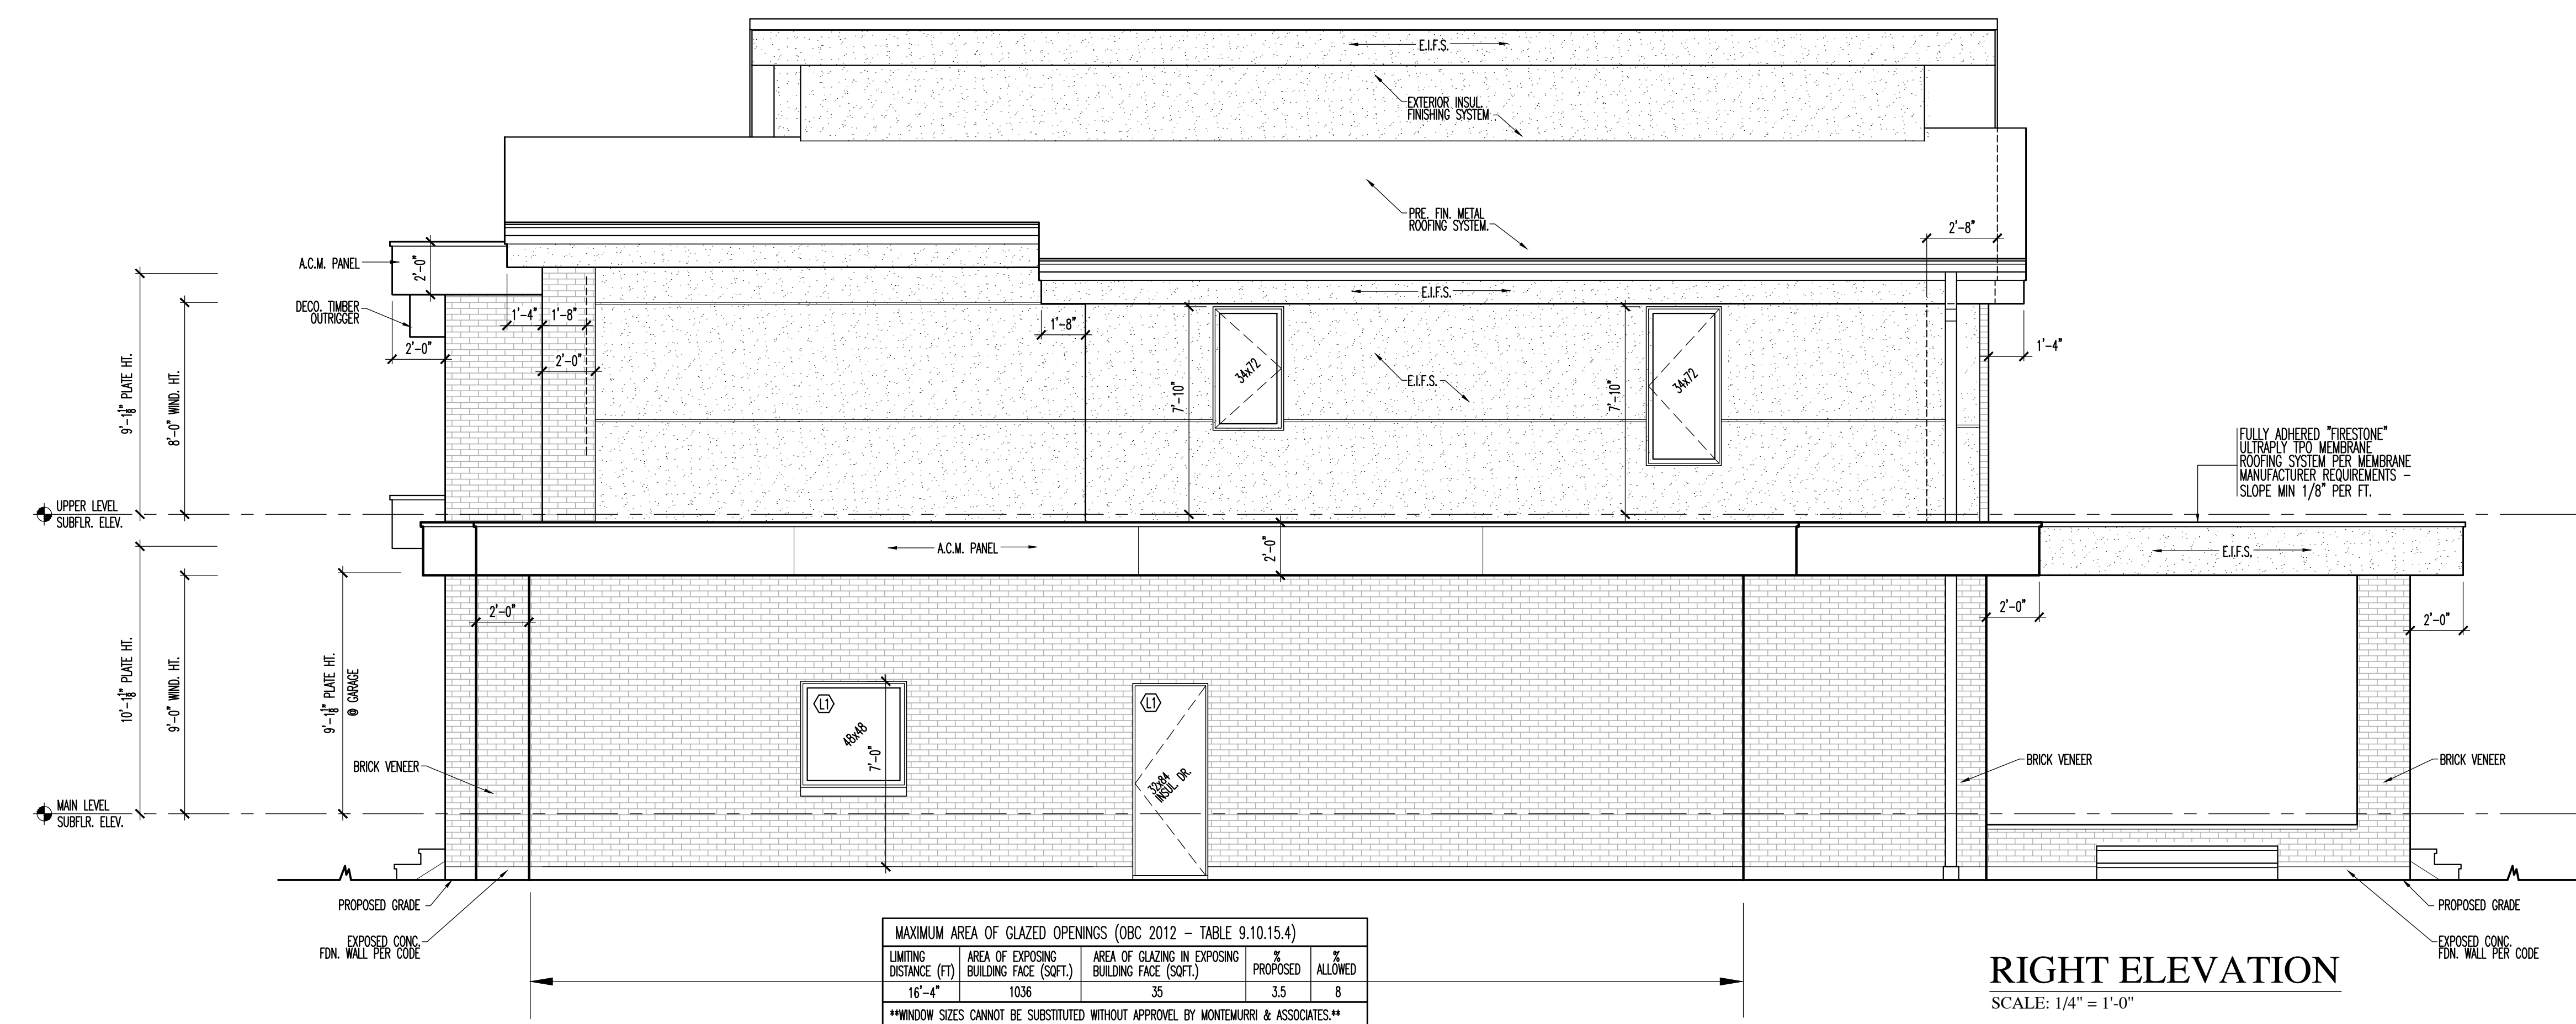 E.I.F.S.
EXTERIOR INSUL.
FINISHING SYSTEM
PRE. FIN. METAL
ROOFING SYSTEM.
2'-8"
A.C.M. PANEL
2'-0"
DECO. TIMBER
OUTRIGGER
2'-0"
1'-4"
1'-8"
2'-0"
1'-8"
E.I.F.S.
7'-10"
34x72
E.I.F.S.
7'-10"
34x72
1'-4"
9'-1 1/8" PLATE HT.
8'-0" WIND. HT.
UPPER LEVEL
SUBFLR. ELEV.
FULLY ADHERED "FIRESTONE"
ULTRAPLY TPO MEMBRANE
ROOFING SYSTEM PER MEMBRANE
MANUFACTURER REQUIREMENTS -
SLOPE MIN 1/8" PER FT.
A.C.M. PANEL
2'-0"
E.I.F.S.
2'-0"
2'-0"
2'-0"
10'-1 1/8" PLATE HT.
9'-0" WIND. HT.
9'-1 1/8" PLATE HT.
@ GARAGE
L1
48x48
7'-0"
L1
32x84
INSUL. DR.
BRICK VENEER
BRICK VENEER
BRICK VENEER
MAIN LEVEL
SUBFLR. ELEV.
PROPOSED GRADE
EXPOSED CONC.
FDN. WALL PER CODE
PROPOSED GRADE
EXPOSED CONC.
FDN. WALL PER CODE
MAXIMUM AREA OF GLAZED OPENINGS (OBC 2012 - TABLE 9.10.15.4)
LIMITING DISTANCE (FT)
AREA OF EXPOSING BUILDING FACE (SQFT.)
AREA OF GLAZING IN EXPOSING BUILDING FACE (SQFT.)
% PROPOSED
% ALLOWED
16'-4" 1036 35 3.5 8
**WINDOW SIZES CANNOT BE SUBSTITUTED WITHOUT APPROVEL BY MONTEMURRI & ASSOCIATES.**
RIGHT ELEVATION
SCALE: 1/4" = 1'-0"